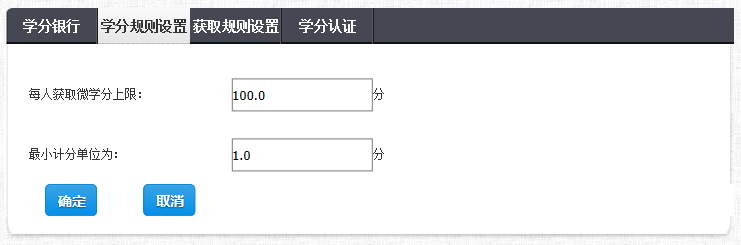 学分银行 学分规则设置 获取规则设置 学分认证
每人获取微学分上限： 100.0 分
最小计分单位为： 1.0 分
确定 取消